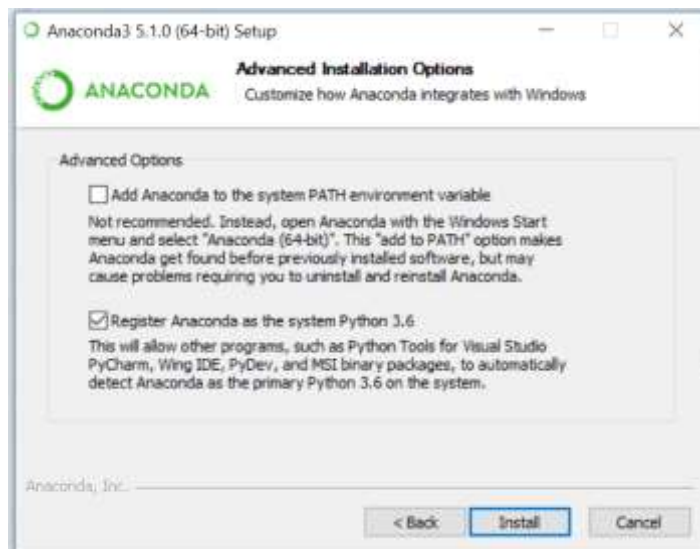 Anaconda3 5.1.0 (64-bit) Setup
Advanced Installation Options
ANACONDA
Customize how Anaconda integrates with Windows
Advanced Options
Add Anaconda to the system PATH environment variable
Not recommended. Instead, open Anaconda with the Windows Start
menu and select "Anaconda (64-bit)". This "add to PATH" option makes
Anaconda get found before previously installed software, but may
cause problems requiring you to uninstall and reinstall Anaconda.
Register Anaconda as the system Python 3.6
This will allow other programs, such as Python Tools for Visual Studio
PyCharm, Wing IDE, PyDev, and MSI binary packages, to automatically
detect Anaconda as the primary Python 3.6 on the system.
Anaconda, Inc.
< Back Install Cancel